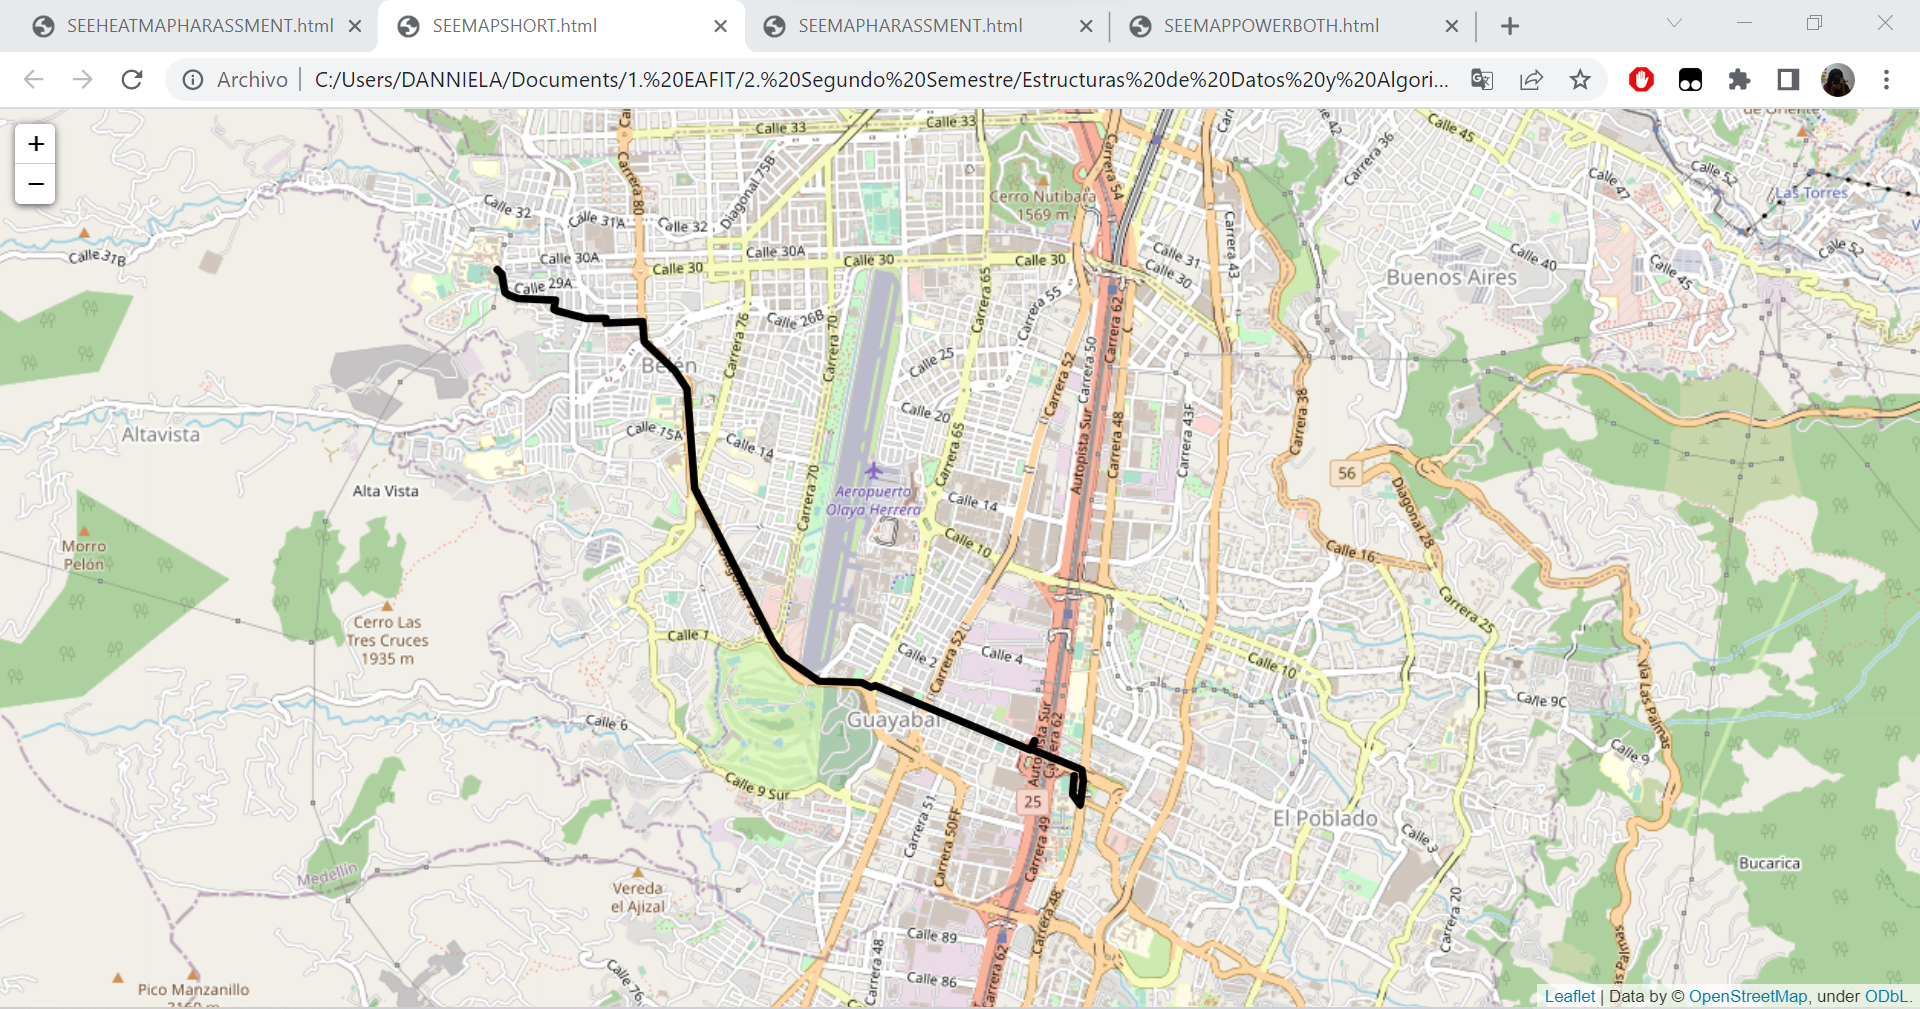 SEEHEATMAPHARASSMENT.html
SEEMAPSHORT.html
SEEMAPHARASSMENT.html
SEEMAPPOWERBOTH.html
Archivo
C:/Users/DANNIELA/Documents/1.%20EAFIT/2.%20Segundo%20Semestre/Estructuras%20de%20Datos%20y%20Algori...
+
−
Calle 33
Calle 33
Carrera 80
Diagonal 75B
Carrera 54A
Carrera 36
Calle 45
Calle 52
Calle 47
Las Torres
Cerro Nutibara
1569 m
Calle 32
Calle 31A
Calle 32
Carrera 43
Calle 31B
Calle 30A
Calle 30A
Calle 30
Calle 30
Calle 30
Calle 31
Calle 30
Calle 40
Calle 45
Calle 52
Buenos Aires
Calle 29A
Carrera 65
Carrera 55
Carrera 62
Calle 26B
Carrera 76
Carrera 70
Calle 25
Carrera 52
Carrera 50
Autopista Sur
Calle 20
Carrera 48
Carrera 43F
Carrera 38
Altavista
Calle 15A
Calle 14
Carrera 65
Alta Vista
Carrera 70
Aeropuerto
Olaya Herrera
Calle 14
56
Diagonal 28
Morro
Pelón
Calle 10
Calle 16
Carrera 25
Cerro Las
Tres Cruces
1935 m
Calle 7
Calle 2
Carrera 52
Calle 4
Calle 10
Vía Las Palmas
Calle 6
Guayabal
Autopista Sur
Carrera 62
Calle 9C
Calle 9
Calle 9 Sur
25
Carrera 51
Carrera 50FF
Carrera 49
El Poblado
Calle 3
Medellín
Bucarica
Vereda
el Ajizal
Carrera 48
Carrera 20
Calle 89
Carrera 48
Calle 76
Calle 86
Carrera 62
Pico Manzanillo
Leaflet | Data by © OpenStreetMap, under ODbL.